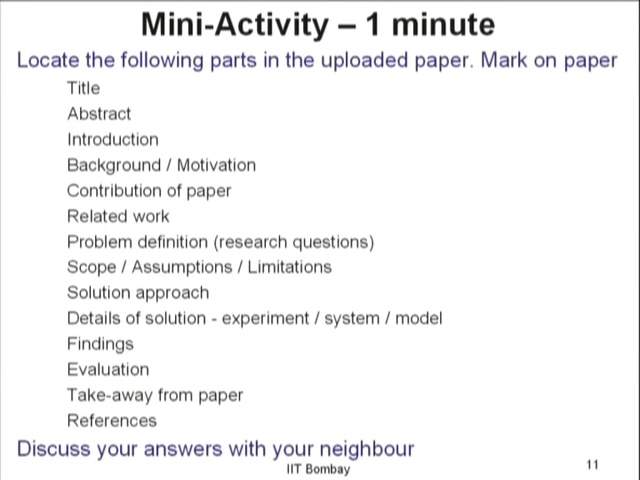 Mini-Activity – 1 minute
Locate the following parts in the uploaded paper. Mark on paper
Title
Abstract
Introduction
Background / Motivation
Contribution of paper
Related work
Problem definition (research questions)
Scope / Assumptions / Limitations
Solution approach
Details of solution - experiment / system / model
Findings
Evaluation
Take-away from paper
References
Discuss your answers with your neighbour
IIT Bombay
11